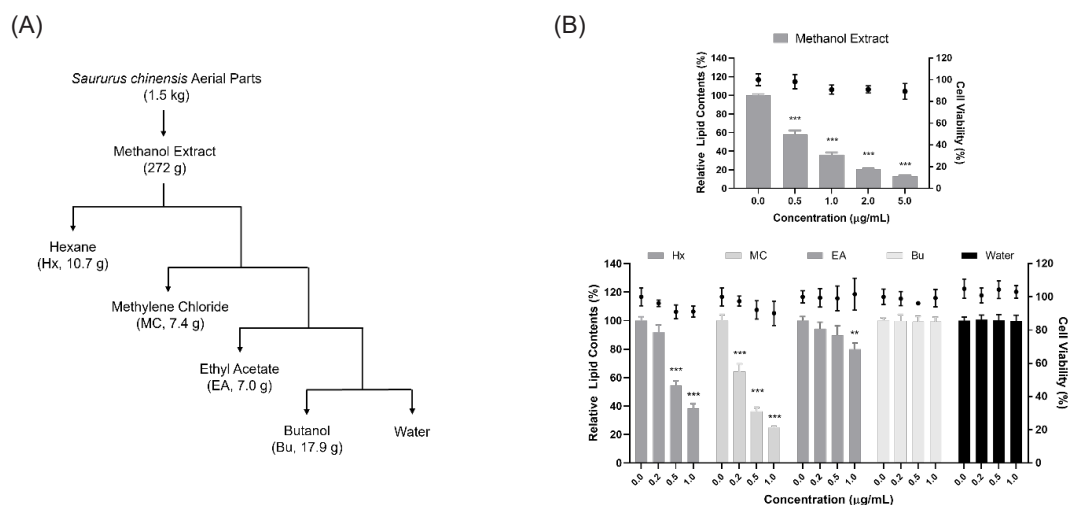 (A)
Saururus chinensis Aerial Parts
(1.5 kg)
Methanol Extract
(272 g)
Hexane
(Hx, 10.7 g)
Methylene Chloride
(MC, 7.4 g)
Ethyl Acetate
(EA, 7.0 g)
Butanol
(Bu, 17.9 g)
Water
(B)
Methanol Extract
Relative Lipid Contents (%)
140
120
100
80
60
40
20
0
***
***
***
***
120
100
80
60
40
20
0
Cell Viability (%)
0.0 0.5 1.0 2.0 5.0
Concentration (μg/mL)
Hx MC EA Bu Water
Relative Lipid Contents (%)
140
120
100
80
60
40
20
0
***
***
***
***
***
**
120
100
80
60
40
20
0
Cell Viability (%)
0.0 0.2 0.5 1.0 0.0 0.2 0.5 1.0 0.0 0.2 0.5 1.0 0.0 0.2 0.5 1.0 0.0 0.2 0.5 1.0
Concentration (μg/mL)